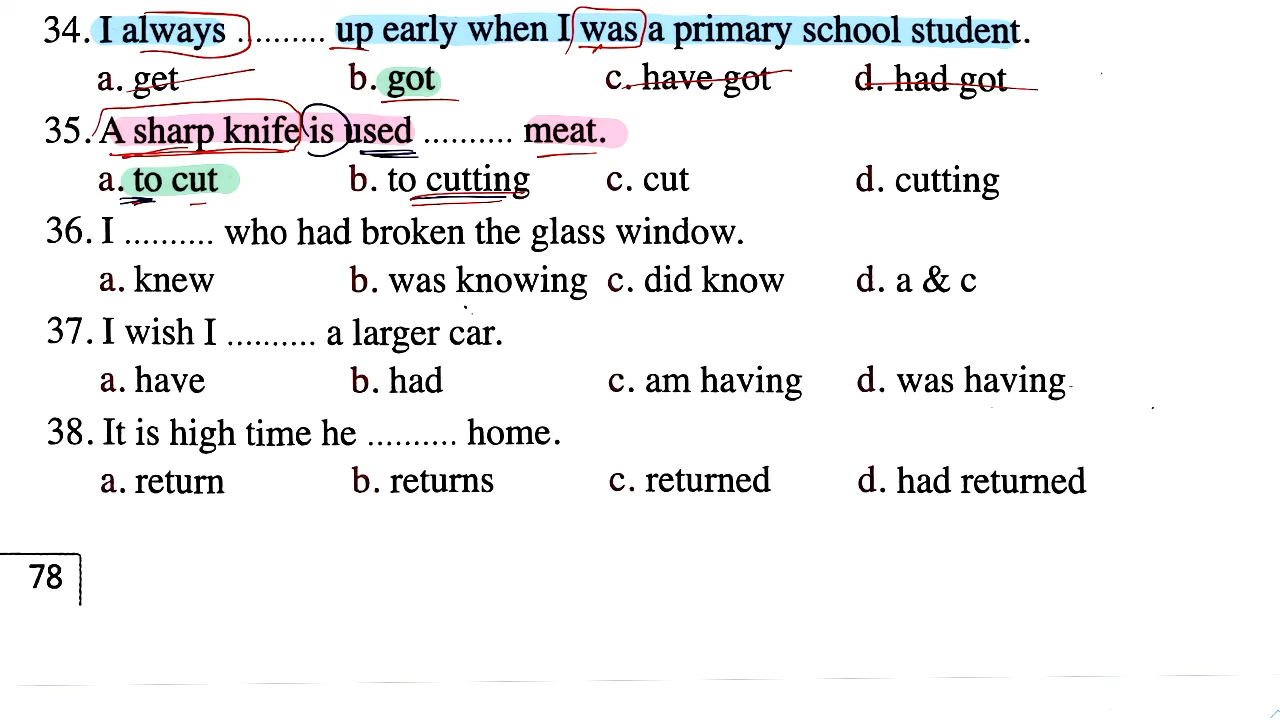 34. I always .......... up early when I was a primary school student.
a. get b. got c. have got d. had got
35. A sharp knife is used .......... meat.
a. to cut b. to cutting c. cut d. cutting
36. I .......... who had broken the glass window.
a. knew b. was knowing c. did know d. a & c
37. I wish I .......... a larger car.
a. have b. had c. am having d. was having
38. It is high time he .......... home.
a. return b. returns c. returned d. had returned
78